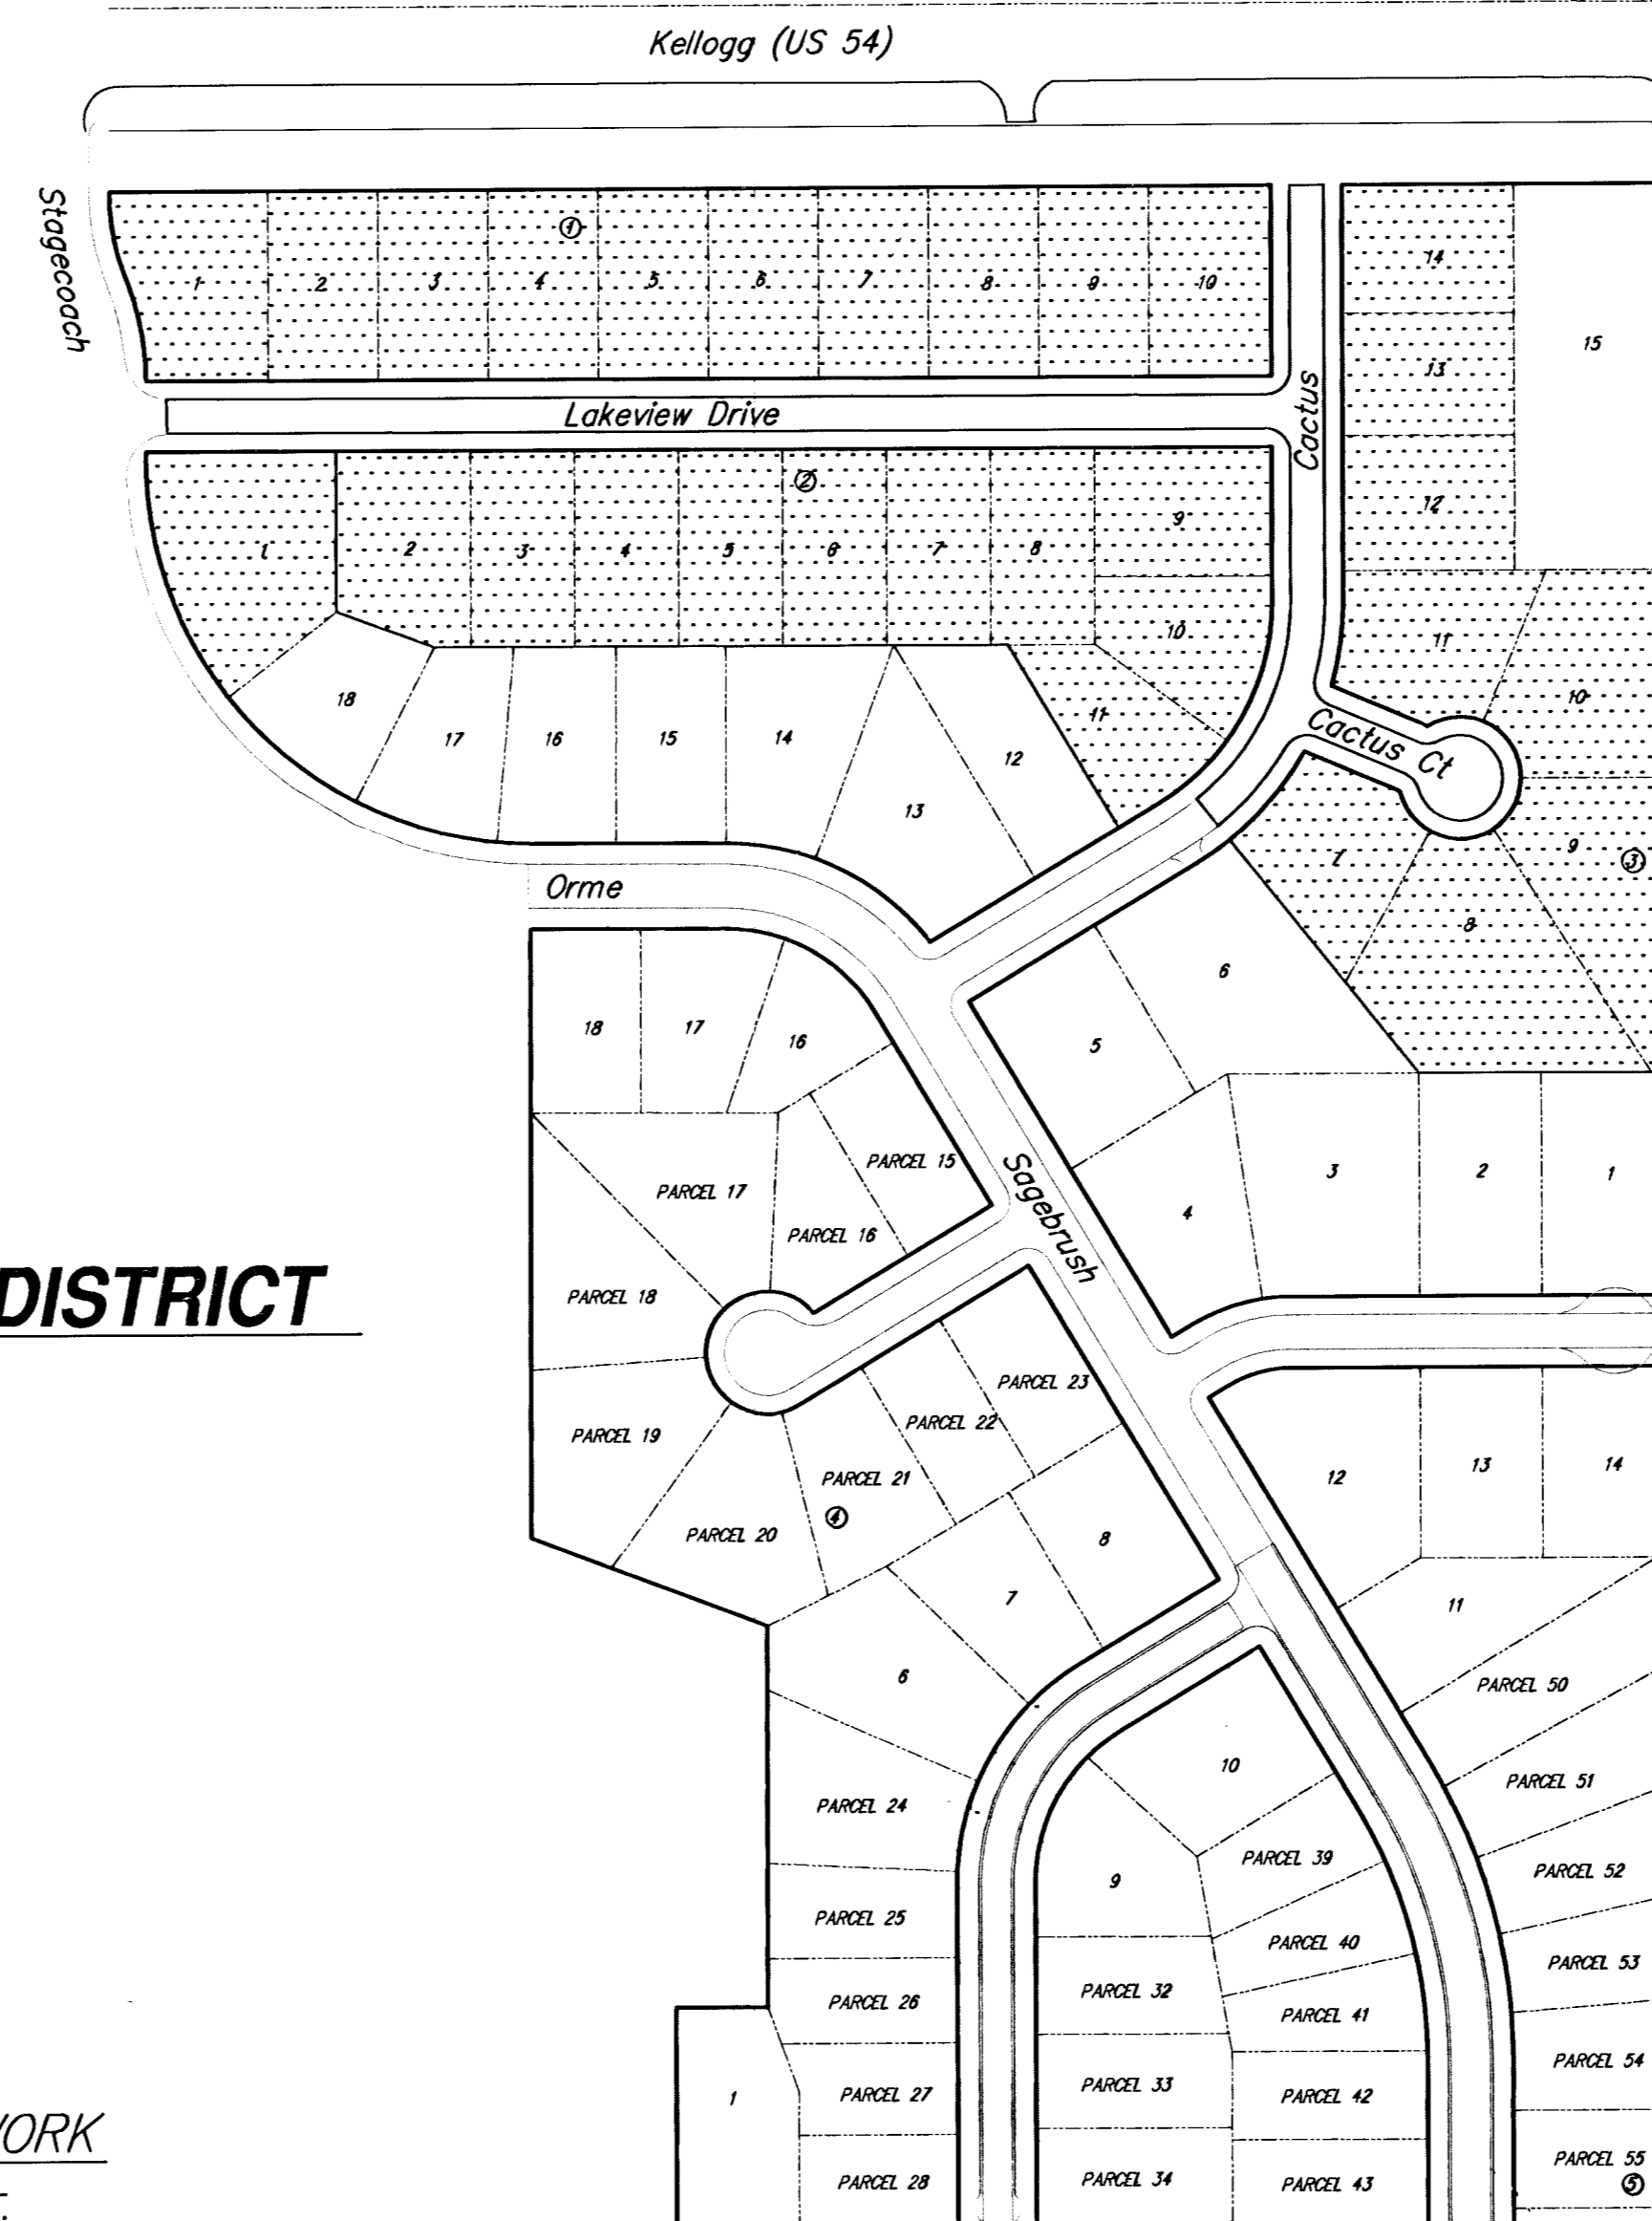 Kellogg (US 54)
Stagecoach
1
1 2 3 4 5 6 7 8 9 10
14
15
13
12
Lakeview Drive
Cactus
2
1 2 3 4 5 6 7 8 9
10
11
11
10
18 17 16 15 14 13 12
Cactus Ct
9
3
8
Orme
6
5
18 17 16
4 3 2 1
PARCEL 15
PARCEL 17
PARCEL 16
Sagebrush
DISTRICT
PARCEL 18
PARCEL 23
PARCEL 22
PARCEL 19
PARCEL 21
4
PARCEL 20
12 13 14
8
7
11
6
PARCEL 50
10
PARCEL 51
PARCEL 24
PARCEL 39
PARCEL 52
9
PARCEL 25
PARCEL 40
PARCEL 53
PARCEL 32
PARCEL 26
PARCEL 41
PARCEL 54
1
PARCEL 27
PARCEL 33
PARCEL 42
ORK
PARCEL 55
5
PARCEL 28
PARCEL 34
PARCEL 43